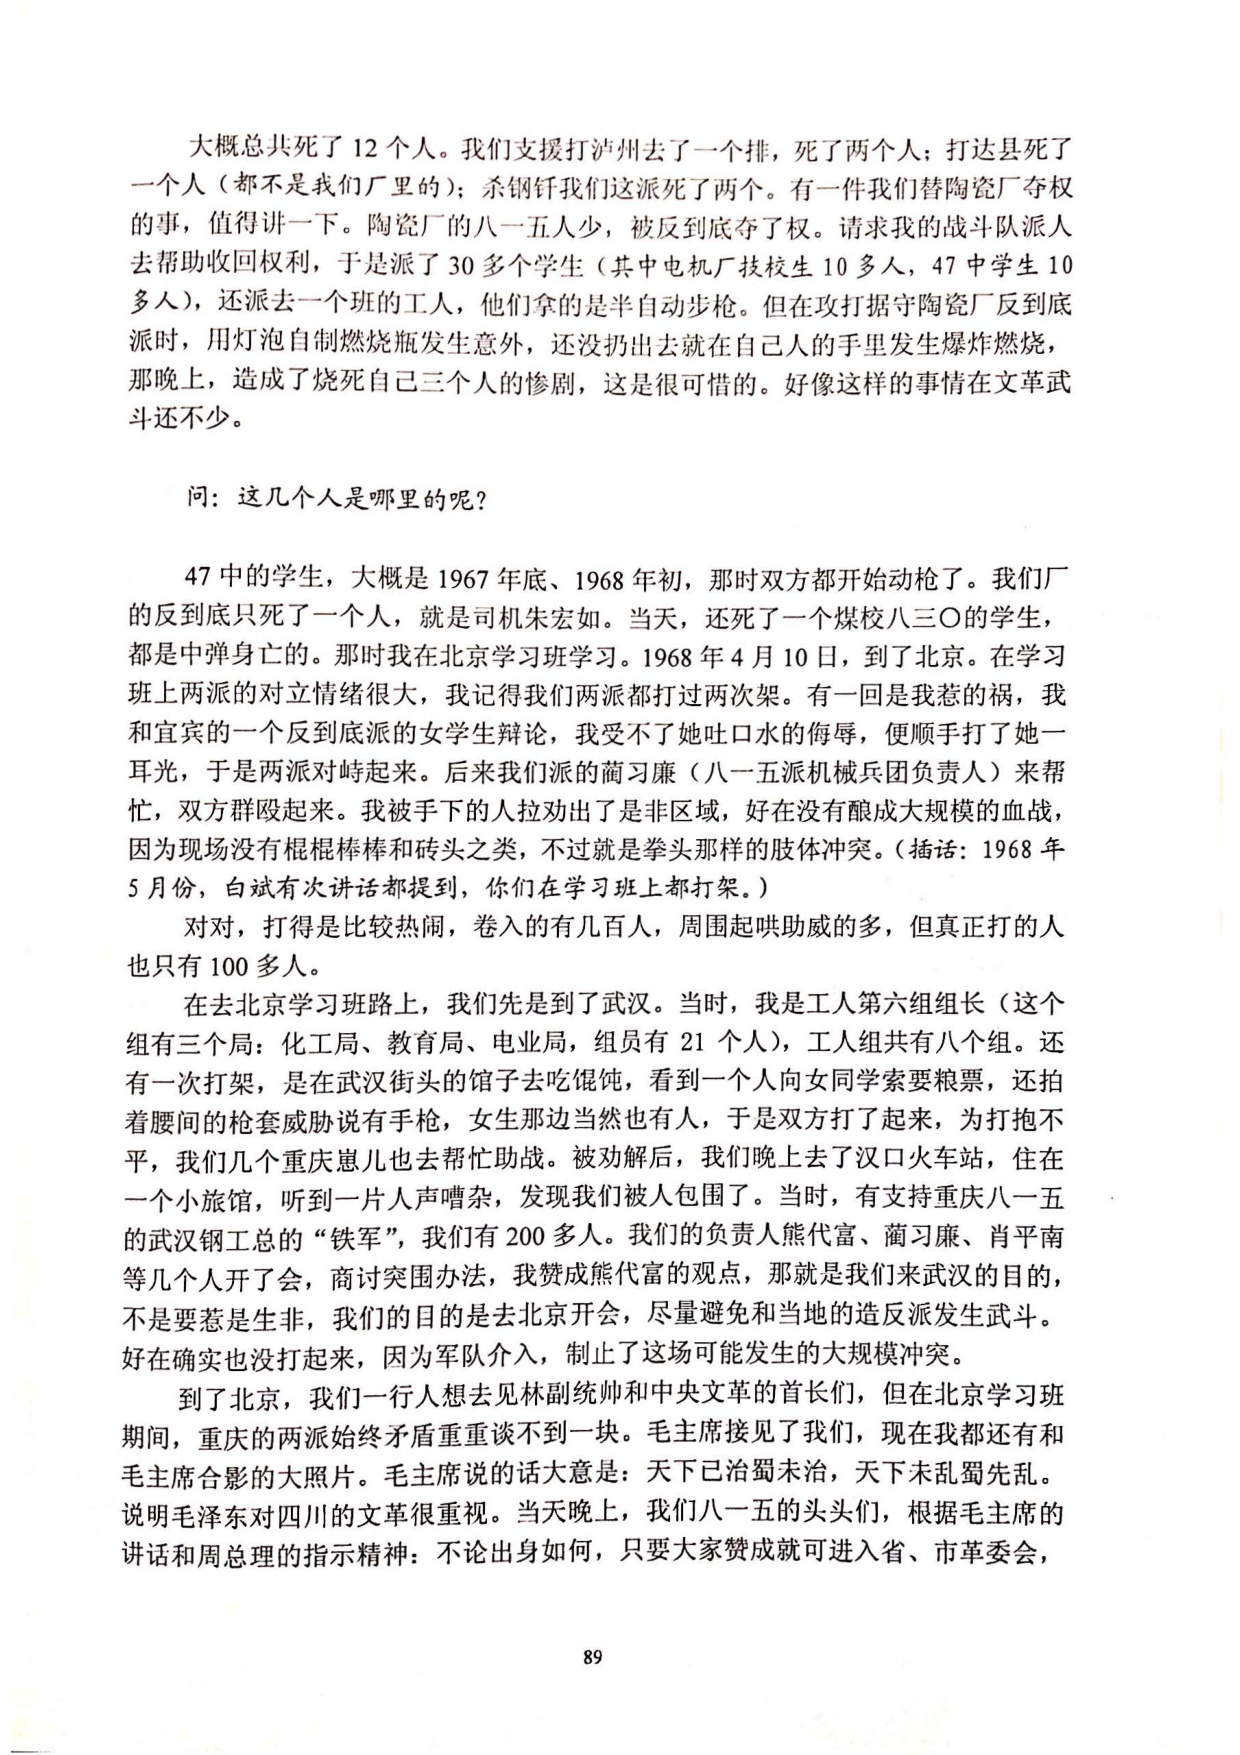 大概总共死了 12 个人。我们支援打泸州去了一个排，死了两个人；打达县死了
一个人（都不是我们厂里的）；杀钢钎我们这派死了两个。有一件我们替陶瓷厂夺权
的事，值得讲一下。陶瓷厂的八一五人少，被反到底夺了权。请求我的战斗队派人
去帮助收回权利，于是派了 30 多个学生（其中电机厂技校生 10 多人，47 中学生 10
多人），还派去一个班的工人，他们拿的是半自动步枪。但在攻打据守陶瓷厂反到底
派时，用灯泡自制燃烧瓶发生意外，还没扔出去就在自己人的手里发生爆炸燃烧，
那晚上，造成了烧死自己三个人的惨剧，这是很可惜的。好像这样的事情在文革武
斗还不少。
问：这几个人是哪里的呢？
47 中的学生，大概是 1967 年底、1968 年初，那时双方都开始动枪了。我们厂
的反到底只死了一个人，就是司机朱宏如。当天，还死了一个煤校八三〇的学生，
都是中弹身亡的。那时我在北京学习班学习。1968 年 4 月 10 日，到了北京。在学习
班上两派的对立情绪很大，我记得我们两派都打过两次架。有一回是我惹的祸，我
和宜宾的一个反到底派的女学生辩论，我受不了她吐口水的侮辱，便顺手打了她一
耳光，于是两派对峙起来。后来我们派的蔺习廉（八一五派机械兵团负责人）来帮
忙，双方群殴起来。我被手下的人拉劝出了是非区域，好在没有酿成大规模的血战，
因为现场没有棍棍棒棒和砖头之类，不过就是拳头那样的肢体冲突。（插话：1968 年
5 月份，白斌有次讲话都提到，你们在学习班上都打架。）
对对，打得是比较热闹，卷入的有几百人，周围起哄助威的多，但真正打的人
也只有 100 多人。
在去北京学习班路上，我们先是到了武汉。当时，我是工人第六组组长（这个
组有三个局：化工局、教育局、电业局，组员有 21 个人），工人组共有八个组。还
有一次打架，是在武汉街头的馆子去吃馄饨，看到一个人向女同学索要粮票，还拍
着腰间的枪套威胁说有手枪，女生那边当然也有人，于是双方打了起来，为打抱不
平，我们几个重庆崽儿也去帮忙助战。被劝解后，我们晚上去了汉口火车站，住在
一个小旅馆，听到一片人声嘈杂，发现我们被人包围了。当时，有支持重庆八一五
的武汉钢工总的“铁军”，我们有 200 多人。我们的负责人熊代富、蔺习廉、肖平南
等几个人开了会，商讨突围办法，我赞成熊代富的观点，那就是我们来武汉的目的，
不是要惹是生非，我们的目的是去北京开会，尽量避免和当地的造反派发生武斗。
好在确实也没打起来，因为军队介入，制止了这场可能发生的大规模冲突。
到了北京，我们一行人想去见林副统帅和中央文革的首长们，但在北京学习班
期间，重庆的两派始终矛盾重重谈不到一块。毛主席接见了我们，现在我都还有和
毛主席合影的大照片。毛主席说的话大意是：天下已治蜀未治，天下未乱蜀先乱。
说明毛泽东对四川的文革很重视。当天晚上，我们八一五的头头们，根据毛主席的
讲话和周总理的指示精神：不论出身如何，只要大家赞成就可进入省、市革委会，
89